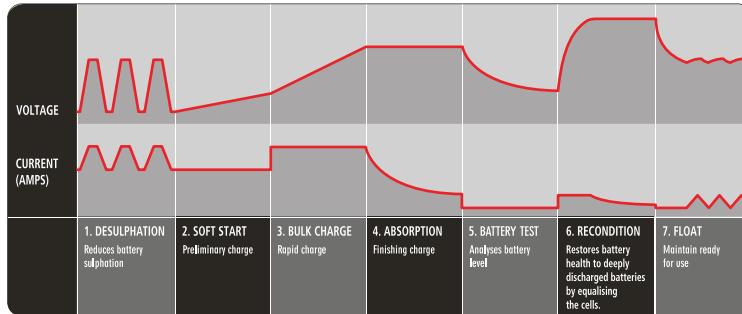 VOLTAGE
CURRENT
(AMPS)
1. DESULPHATION
Reduces battery
sulphation
2. SOFT START
Preliminary charge
3. BULK CHARGE
Rapid charge
4. ABSORPTION
Finishing charge
5. BATTERY TEST
Analyses battery
level
6. RECONDITION
Restores battery
health to deeply
discharged batteries
by equalising
the cells.
7. FLOAT
Maintain ready
for use